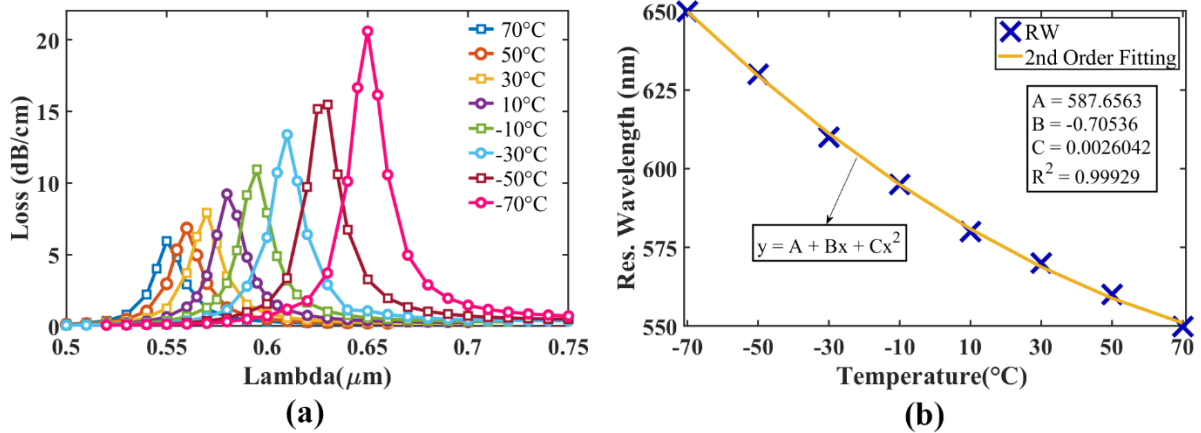 20
15
10
5
0
0.5
0.55
0.6
0.65
0.7
0.75
Loss (dB/cm)
Lambda(μm)
70°C
50°C
30°C
10°C
-10°C
-30°C
-50°C
-70°C
(a)
650
625
600
575
550
-70
-50
-30
-10
10
30
50
70
Res. Wavelength (nm)
Temperature(°C)
RW
2nd Order Fitting
A = 587.6563
B = -0.70536
C = 0.0026042
R² = 0.99929
y = A + Bx + Cx²
(b)